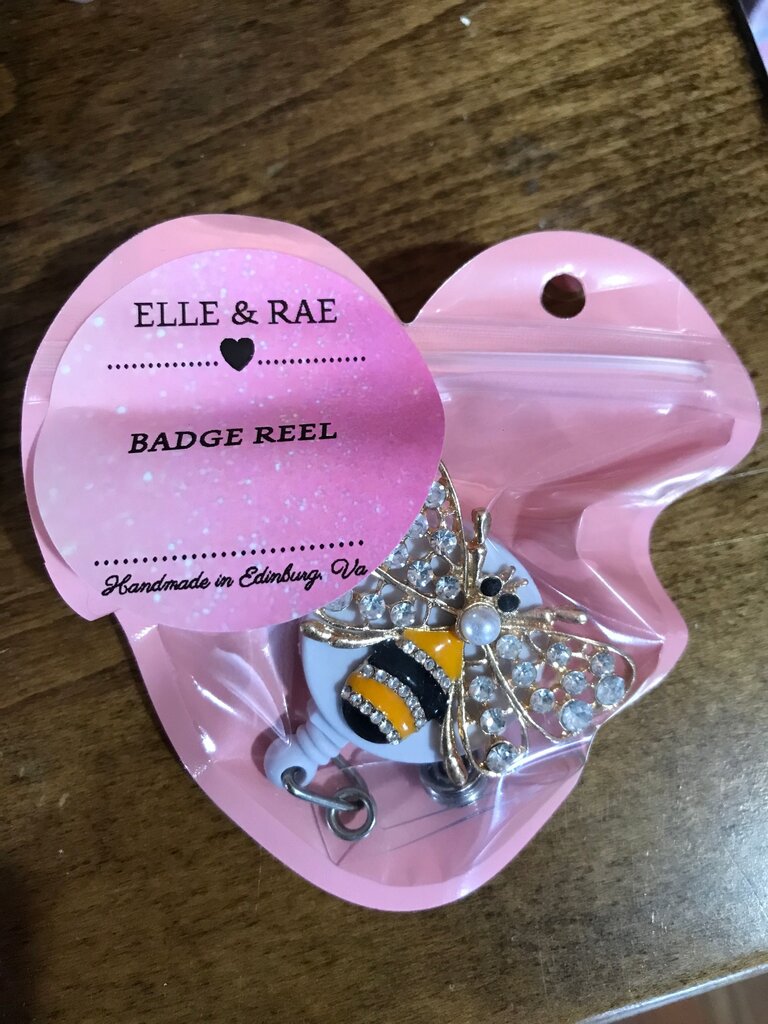 ELLE & RAE
BADGE REEL
Handmade in Edinburg, Va